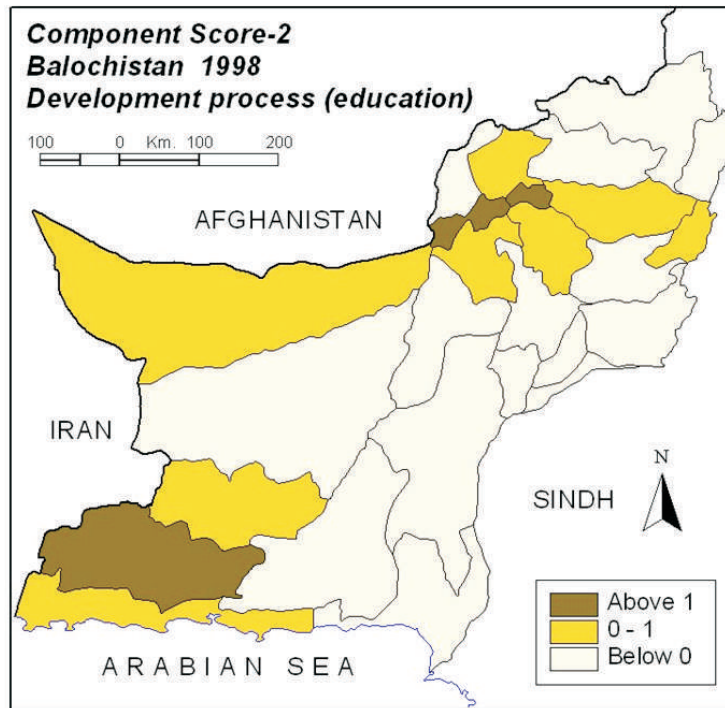 Component Score-2
Balochistan 1998
Development process (education)
100 0 Km. 100 200
AFGHANISTAN
IRAN
N
SINDH
Above 1
0 - 1
Below 0
ARABIAN SEA